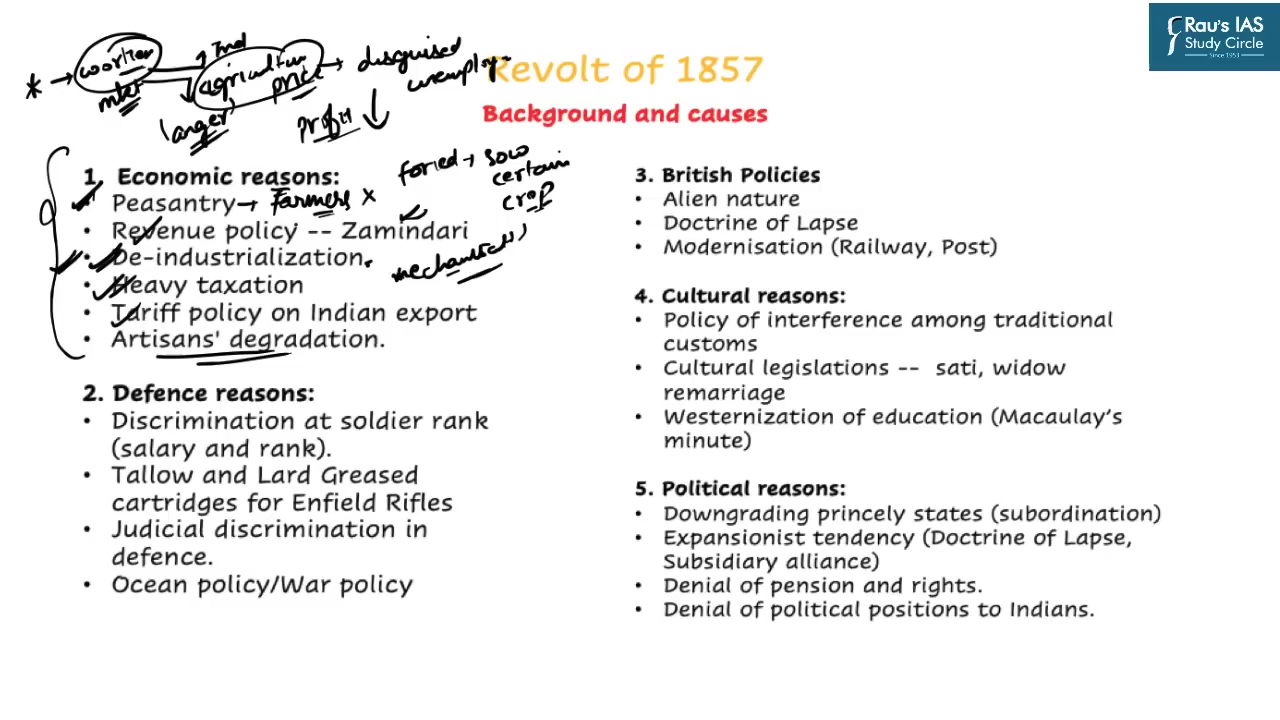 Rau's IAS
Study Circle
Since 1953
Revolt of 1857
Background and causes
Ind
agriculture
price → disguised
unemploy-
anger
profit
1. Economic reasons:
• Peasantry → Farmers ×
forced → sow
certain
crop
• Revenue policy -- Zamindari
• De-industrialization.
• Heavy taxation
• Tariff policy on Indian export
• Artisans' degradation.
2. Defence reasons:
• Discrimination at soldier rank
(salary and rank).
• Tallow and Lard Greased
cartridges for Enfield Rifles
• Judicial discrimination in
defence.
• Ocean policy/War policy
3. British Policies
• Alien nature
• Doctrine of Lapse
• Modernisation (Railway, Post)
4. Cultural reasons:
• Policy of interference among traditional
customs
• Cultural legislations -- sati, widow
remarriage
• Westernization of education (Macaulay's
minute)
5. Political reasons:
• Downgrading princely states (subordination)
• Expansionist tendency (Doctrine of Lapse,
Subsidiary alliance)
• Denial of pension and rights.
• Denial of political positions to Indians.